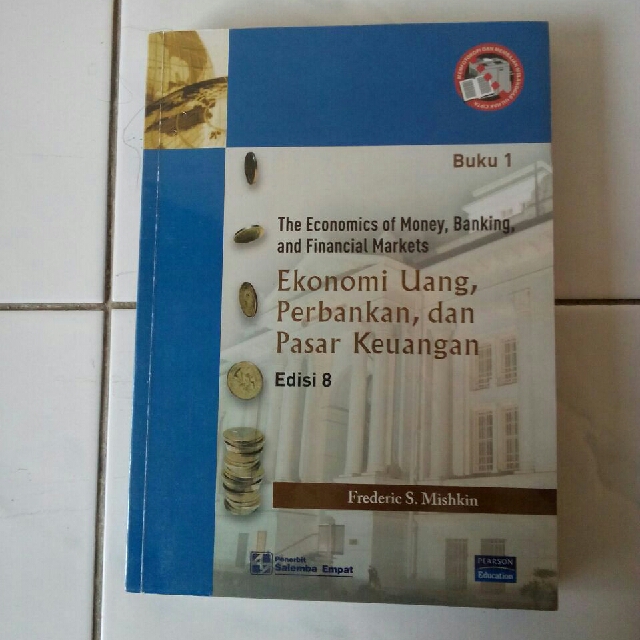 Buku 1
The Economics of Money, Banking,
and Financial Markets
Ekonomi Uang,
Perbankan, dan
Pasar Keuangan
Edisi 8
Frederic S. Mishkin
Penerbit
Salemba Empat
PEARSON
Education